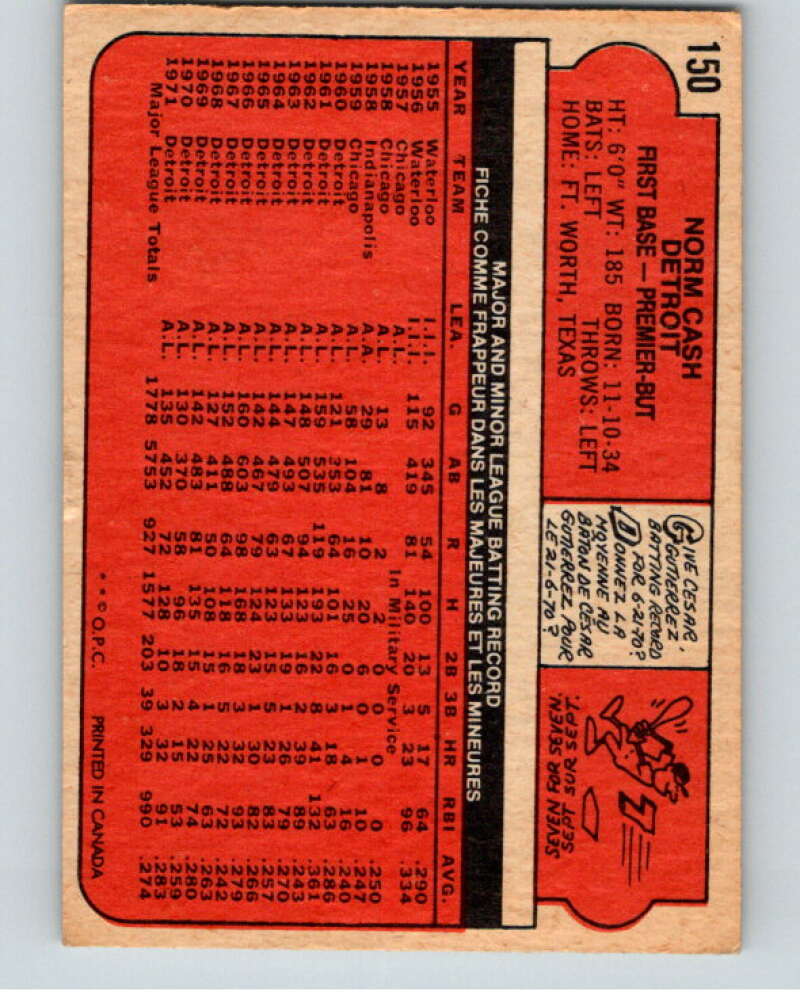 150
NORM CASH
DETROIT
FIRST BASE — PREMIER-BUT
HT: 6'0" WT: 185 BORN: 11-10-34
BATS: LEFT THROWS: LEFT
HOME: FT. WORTH, TEXAS
GIVE CESAR
GUTIERREZ
BATTING RECORD
FOR 6-21-70?
DONNEZ LA
MOYENNE AU
BATON DE CÉSAR
GUTIERREZ POUR
LE 21-6-70?
SEPT SUR SEPT.
SEVEN FOR SEVEN.
MAJOR AND MINOR LEAGUE BATTING RECORD
FICHE COMME FRAPPEUR DANS LES MAJEURES ET LES MINEURES
YEAR TEAM LEA. G AB R H 2B 3B HR RBI AVG.
1955 Waterloo I.I.I. 92 345 54 100 13 5 17 64 .290
1956 Waterloo I.I.I. 115 419 81 140 20 3 23 96 .334
1957 Chicago A.L. In Military Service
1958 Chicago A.L. 13 8 2 2 0 0 0 0 .250
1958 Indianapolis A.A. 29 81 10 20 6 0 1 10 .247
1959 Chicago A.L. 58 104 16 25 0 1 4 16 .240
1960 Detroit A.L. 121 353 64 101 16 3 18 63 .286
1961 Detroit A.L. 159 535 119 193 22 8 41 132 .361
1962 Detroit A.L. 148 507 94 123 16 2 39 89 .243
1963 Detroit A.L. 147 493 67 133 19 1 26 79 .270
1964 Detroit A.L. 144 479 63 123 15 5 23 83 .257
1965 Detroit A.L. 142 467 79 124 23 1 30 82 .266
1966 Detroit A.L. 160 603 98 168 18 3 32 93 .279
1967 Detroit A.L. 152 488 64 118 16 5 22 72 .242
1968 Detroit A.L. 127 411 50 108 15 1 25 63 .263
1969 Detroit A.L. 142 483 81 135 15 4 22 74 .280
1970 Detroit A.L. 130 370 58 96 18 2 15 53 .259
1971 Detroit A.L. 135 452 72 128 10 3 32 91 .283
Major League Totals 1778 5753 927 1577 203 39 329 990 .274
* * © O.P.C. PRINTED IN CANADA